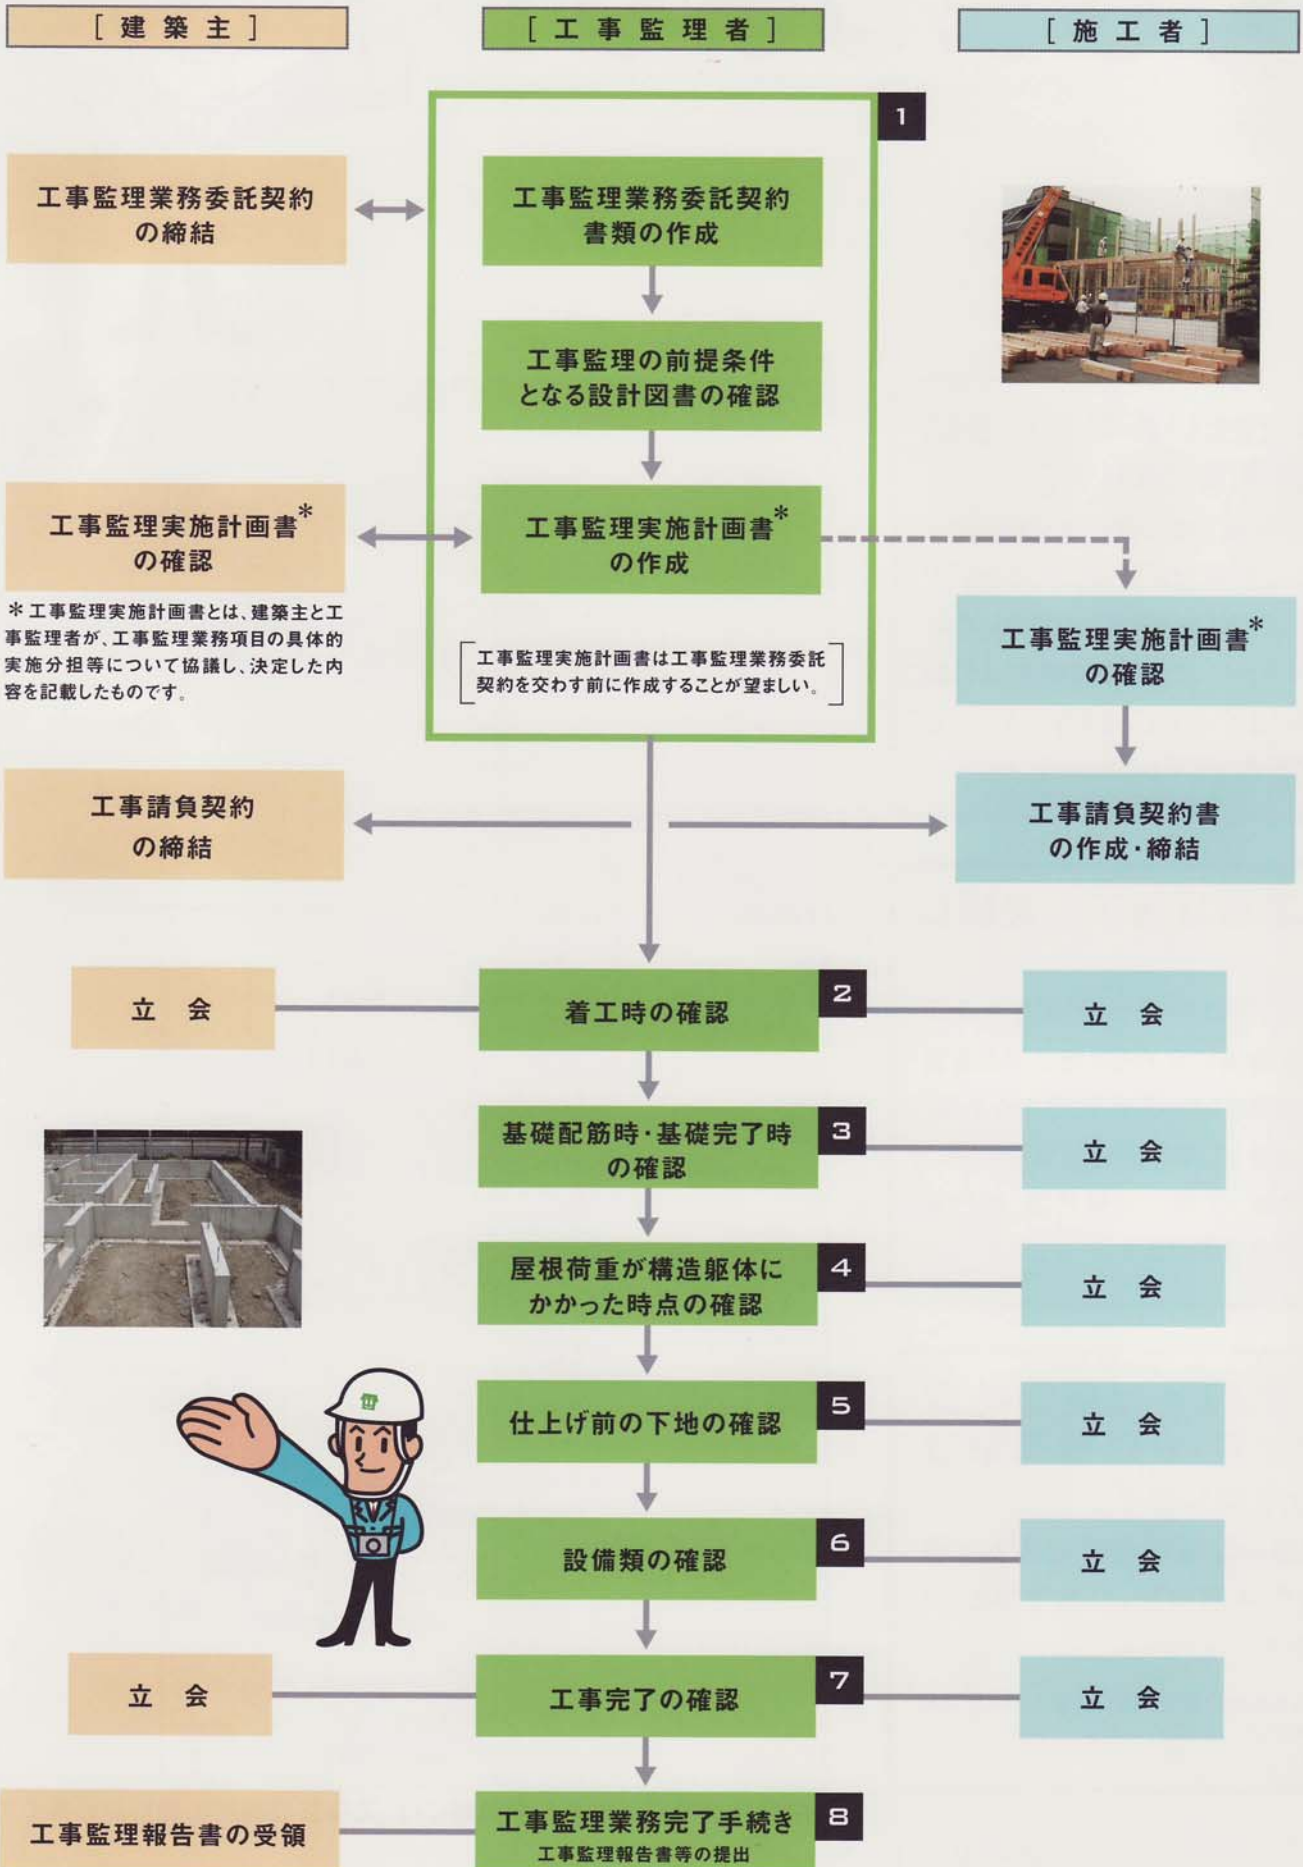 [建築主]
[工事監理者]
[施工者]
1
工事監理業務委託契約
の締結
工事監理業務委託契約
書類の作成
工事監理の前提条件
となる設計図書の確認
工事監理実施計画書*
の確認
工事監理実施計画書*
の作成
*工事監理実施計画書とは、建築主と工
事監理者が、工事監理業務項目の具体的
実施分担等について協議し、決定した内
容を記載したものです。
工事監理実施計画書は工事監理業務委託
契約を交わす前に作成することが望ましい。
工事監理実施計画書*
の確認
工事請負契約
の締結
工事請負契約書
の作成・締結
立会
着工時の確認
2
立会
基礎配筋時・基礎完了時
の確認
3
立会
屋根荷重が構造躯体に
かかった時点の確認
4
立会
仕上げ前の下地の確認
5
立会
設備類の確認
6
立会
立会
工事完了の確認
7
立会
工事監理報告書の受領
工事監理業務完了手続き
工事監理報告書等の提出
8